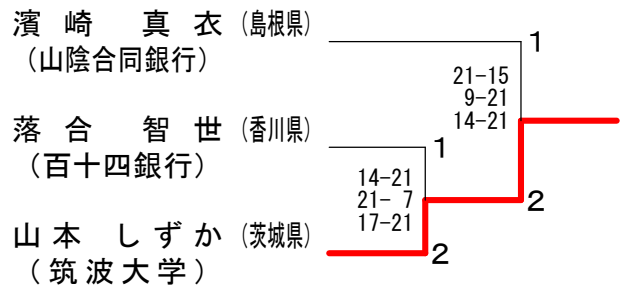 濱崎 真衣 (島根県)
(山陰合同銀行)
1
21-15
9-21
14-21
落合 智世 (香川県)
(百十四銀行)
1
14-21
21- 7
17-21
2
山本 しずか (茨城県)
(筑波大学)
2